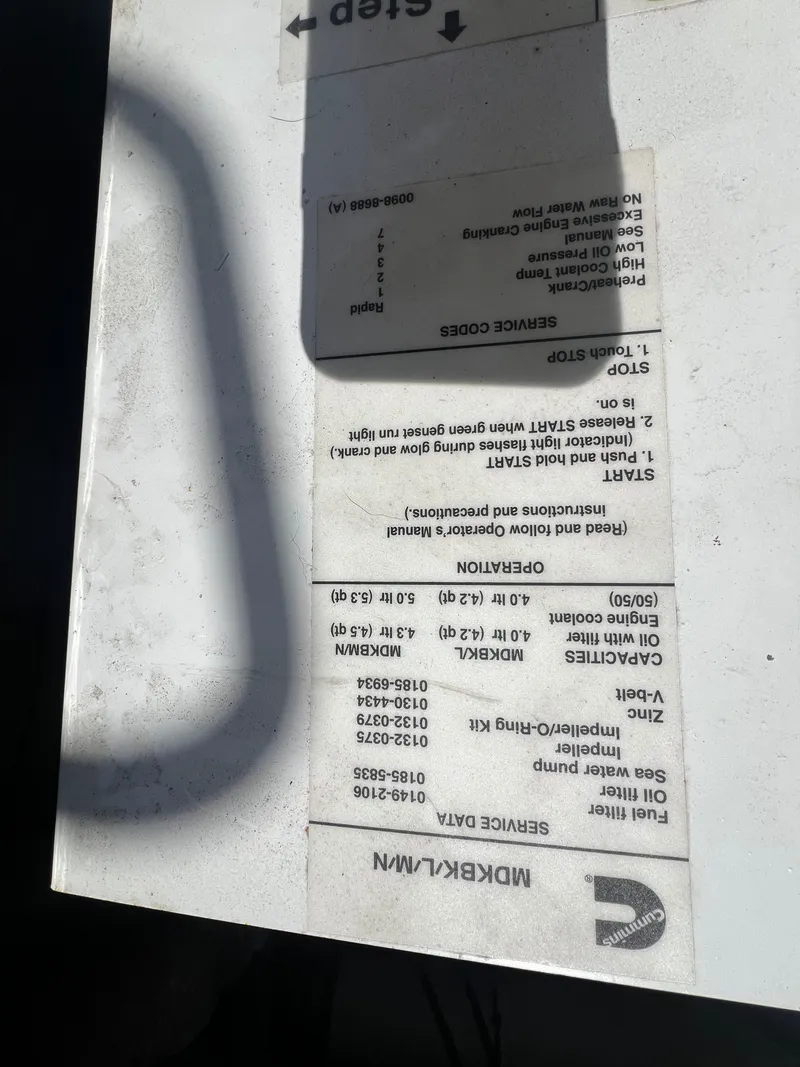 Cummins
MDKBK/L/M/N
SERVICE DATA
Fuel filter 0149-2106
Oil filter 0185-5835
Sea water pump
Impeller 0132-0375
Impeller/O-Ring Kit 0132-0379
Zinc 0130-4434
V-belt 0185-6934
CAPACITIES MDKBK/L MDKBM/N
Oil with filter 4.0 ltr (4.2 qt) 4.3 ltr (4.5 qt)
Engine coolant
(50/50) 4.0 ltr (4.2 qt) 5.0 ltr (5.3 qt)
OPERATION
(Read and follow Operator's Manual
instructions and precautions.)
START
1. Push and hold START
(Indicator light flashes during glow and crank.)
2. Release START when green genset run light
is on.
STOP
1. Touch STOP
SERVICE CODES
Preheat/Crank Rapid
High Coolant Temp 1
Low Oil Pressure 2
See Manual 3
Excessive Engine Cranking 4
No Raw Water Flow 7
0098-8688 (A)
Step